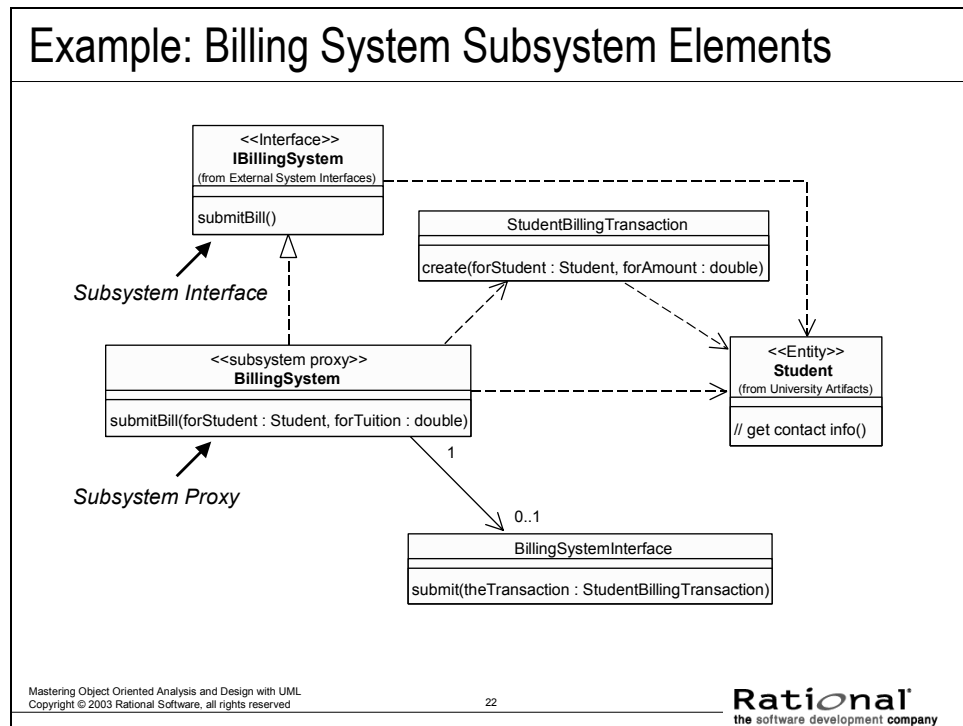 Example: Billing System Subsystem Elements
<<Interface>>
IBillingSystem
(from External System Interfaces)
submitBill()
Subsystem Interface
StudentBillingTransaction
create(forStudent : Student, forAmount : double)
<<subsystem proxy>>
BillingSystem
submitBill(forStudent : Student, forTuition : double)
Subsystem Proxy
<<Entity>>
Student
(from University Artifacts)
// get contact info()
1
0..1
BillingSystemInterface
submit(theTransaction : StudentBillingTransaction)
Mastering Object Oriented Analysis and Design with UML
Copyright © 2003 Rational Software, all rights reserved
22
Rational
the software development company